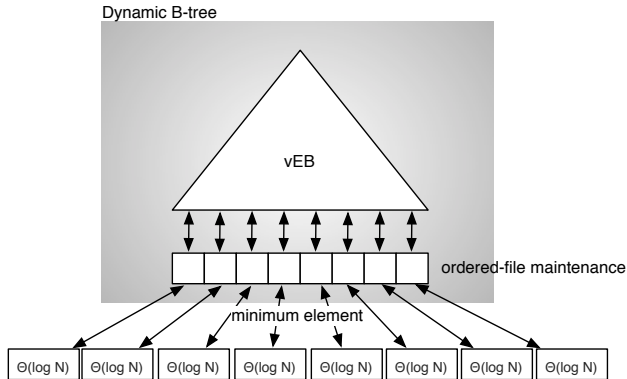 Dynamic B-tree
vEB
ordered-file maintenance
minimum element
Θ(log N) Θ(log N) Θ(log N) Θ(log N) Θ(log N) Θ(log N) Θ(log N) Θ(log N)